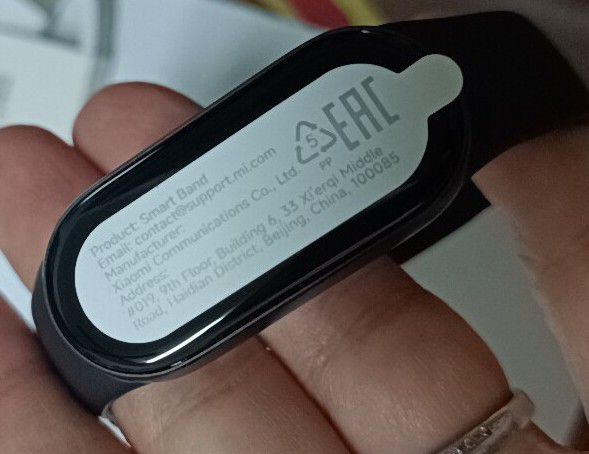 Product: Smart Band
Email: contact@support.mi.com
Manufacturer:
Xiaomi Communications Co., Ltd.
Address:
#019, 9th Floor, Building 6, 33 Xi'erqi Middle
Road, Haidian District, Beijing, China, 100085
5
PP
EAC